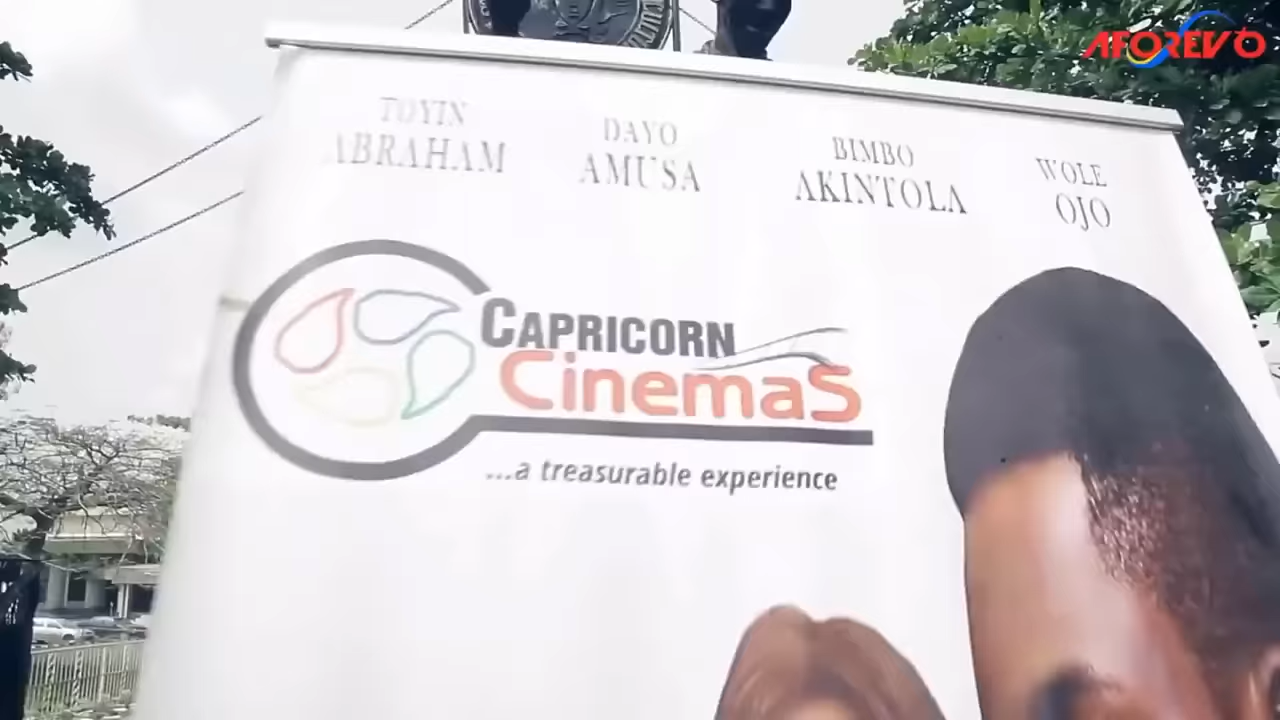 AFOREVO
TOYIN
ABRAHAM
DAYO
AMUSA
BIMBO
AKINTOLA
WOLE
OJO
CAPRICORN
CinemaS
...a treasurable experience